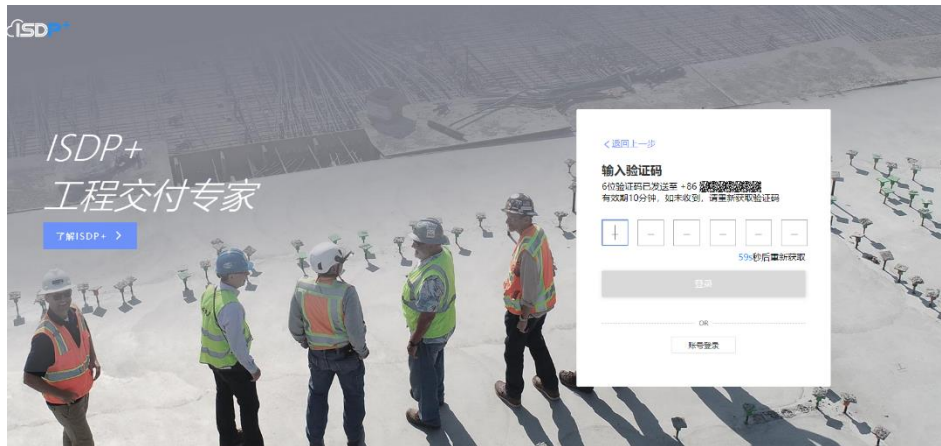 ISDP+
ISDP+
工程交付专家
了解ISDP+ >
<返回上一步
输入验证码
6位验证码已发送至 +86
有效期10分钟，如未收到，请重新获取验证码
59s秒后重新获取
登录
OR
账号登录